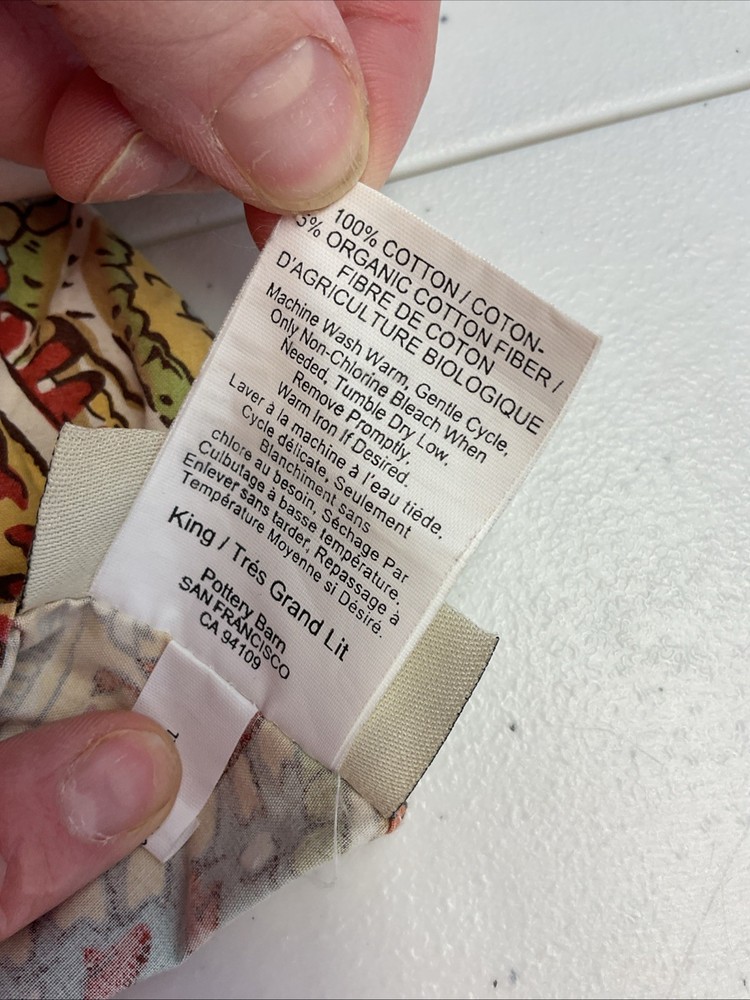 100% COTTON / COTON-
5% ORGANIC COTTON FIBER /
FIBRE DE COTON
D'AGRICULTURE BIOLOGIQUE
Machine Wash Warm, Gentle Cycle,
Only Non-Chlorine Bleach When
Needed, Tumble Dry Low,
Remove Promptly,
Warm Iron if Desired.
Laver à la machine à l'eau tiède,
Cycle délicate, Seulement
Blanchiment sans
chlore au besoin, Séchage Par
Culbutage à basse température,
Enlever sans tarder, Repassage à
Température Moyenne si Désiré.
King / Trés Grand Lit
Pottery Barn
SAN FRANCISCO
CA 94109